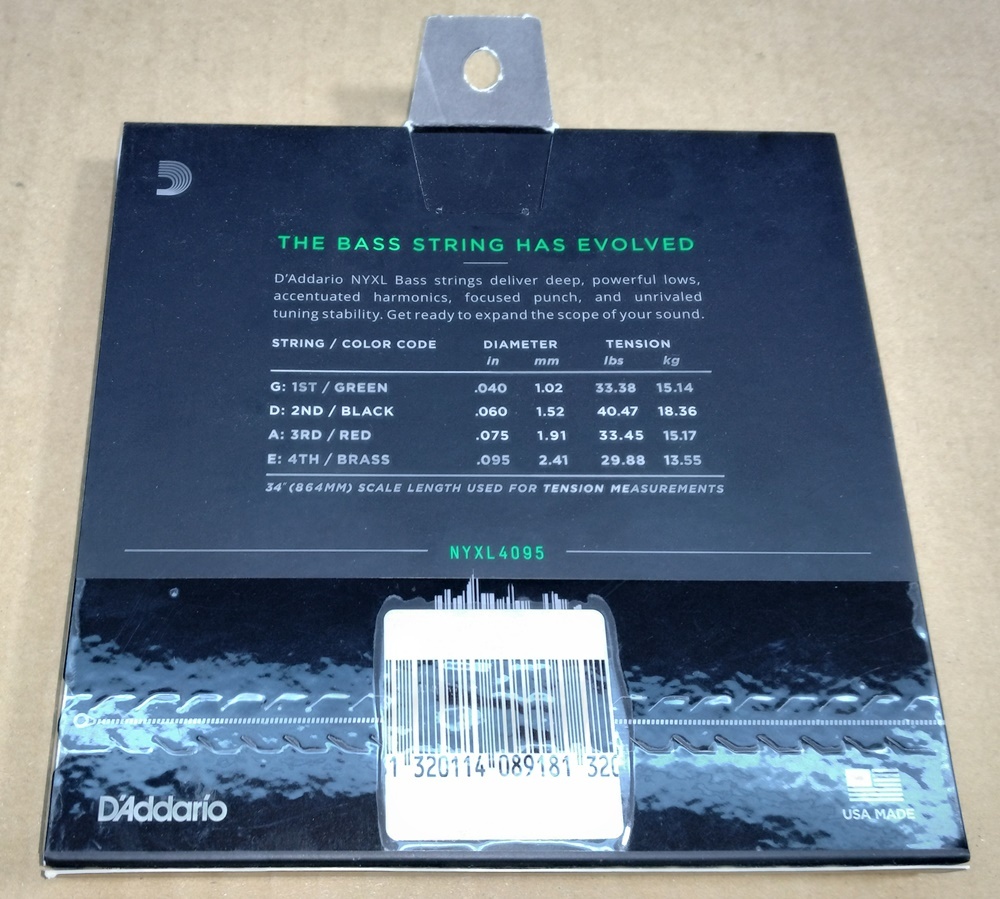 THE BASS STRING HAS EVOLVED
D'Addario NYXL Bass strings deliver deep, powerful lows,
accentuated harmonics, focused punch, and unrivaled
tuning stability. Get ready to expand the scope of your sound.
STRING / COLOR CODE DIAMETER TENSION
in mm lbs kg
G: 1ST / GREEN .040 1.02 33.38 15.14
D: 2ND / BLACK .060 1.52 40.47 18.36
A: 3RD / RED .075 1.91 33.45 15.17
E: 4TH / BRASS .095 2.41 29.88 13.55
34˝ (864MM) SCALE LENGTH USED FOR TENSION MEASUREMENTS
NYXL4095
1 320114 089181 320
D'Addario
USA MADE